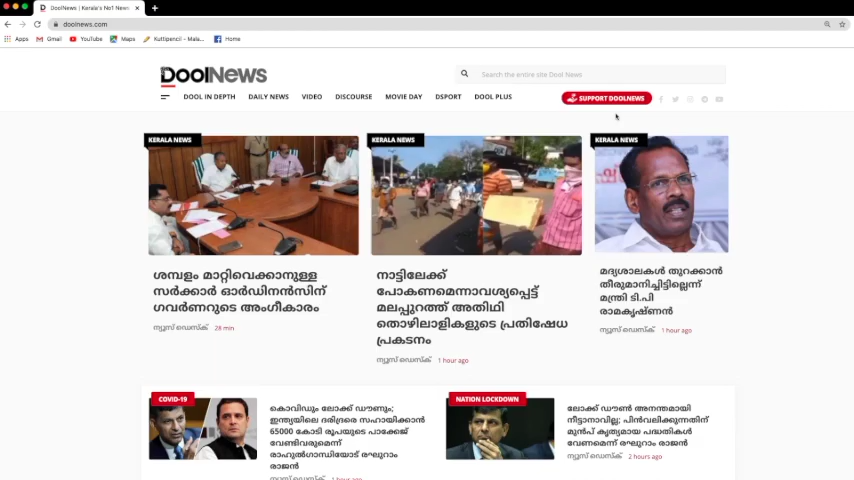 DoolNews | Kerala's No1 News
doolnews.com
Apps Gmail YouTube Maps Kuttipencil - Mala... Home
DoolNews
Search the entire site Dool News
DOOL IN DEPTH DAILY NEWS VIDEO DISCOURSE MOVIE DAY DSPORT DOOL PLUS
SUPPORT DOOLNEWS
KERALA NEWS
ശമ്പളം മാറ്റിവെക്കാനുള്ള
സര്‍ക്കാര്‍ ഓര്‍ഡിനന്‍സിന്
ഗവര്‍ണറുടെ അംഗീകാരം
ന്യൂസ് ഡെസ്‌ക് 28 min
KERALA NEWS
നാട്ടിലേക്ക്
പോകണമെന്നാവശ്യപ്പെട്ട്
മലപ്പുറത്ത് അതിഥി
തൊഴിലാളികളുടെ പ്രതിഷേധ
പ്രകടനം
ന്യൂസ് ഡെസ്‌ക് 1 hour ago
KERALA NEWS
മദ്യശാലകള്‍ തുറക്കാന്‍
തീരുമാനിച്ചിട്ടില്ലെന്ന്
മന്ത്രി ടി.പി
രാമകൃഷ്ണന്‍
ന്യൂസ് ഡെസ്‌ക് 1 hour ago
COVID-19
കൊവിഡും ലോക്ക് ഡൗണും;
ഇന്ത്യയിലെ ദരിദ്രരെ സഹായിക്കാന്‍
65000 കോടി രൂപയുടെ പാക്കേജ്
വേണ്ടിവരുമെന്ന്
രാഹുല്‍ഗാന്ധിയോട് രഘുറാം
രാജന്‍
ന്യൂസ് ഡെസ്‌ക് 1 hour ago
NATION LOCKDOWN
ലോക്ക് ഡൗണ്‍ അനന്തമായി
നീട്ടാനാവില്ല; പിന്‍വലിക്കുന്നതിന്
മുന്‍പ് കൃത്യമായ പദ്ധതികള്‍
വേണമെന്ന് രഘുറാം രാജന്‍
ന്യൂസ് ഡെസ്‌ക് 2 hours ago